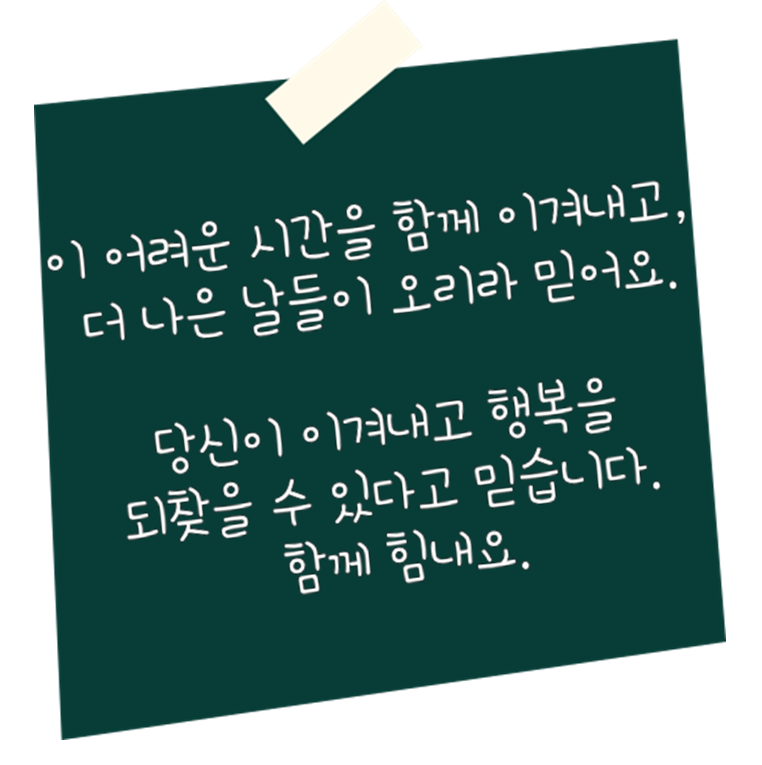 이 어려운 시간을 함께 이겨내고,
더 나은 날들이 오리라 믿어요.
당신이 이겨내고 행복을
되찾을 수 있다고 믿습니다.
함께 힘내요.